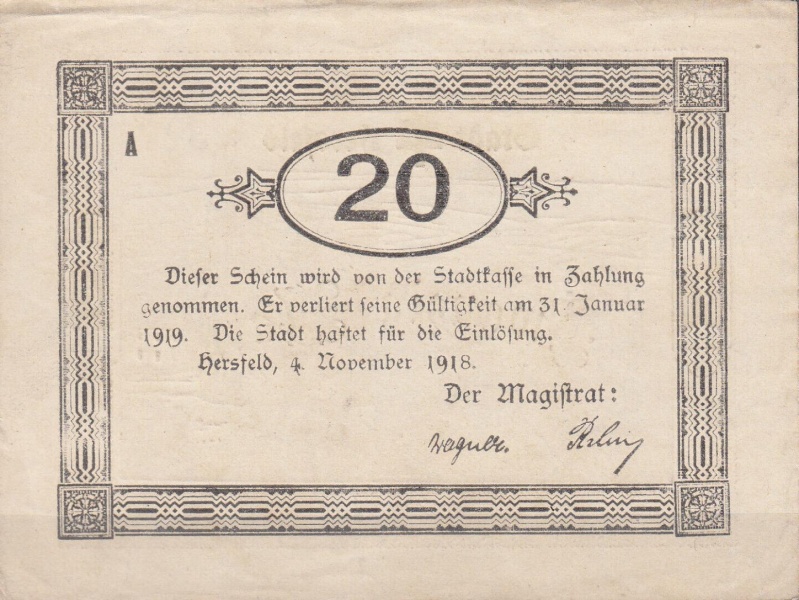 A
20
Dieser Schein wird von der Stadtkasse in Zahlung
genommen. Er verliert seine Gültigkeit am 31. Januar
1919. Die Stadt haftet für die Einlösung.
Hersfeld, 4. November 1918.
Der Magistrat:
Wagner.